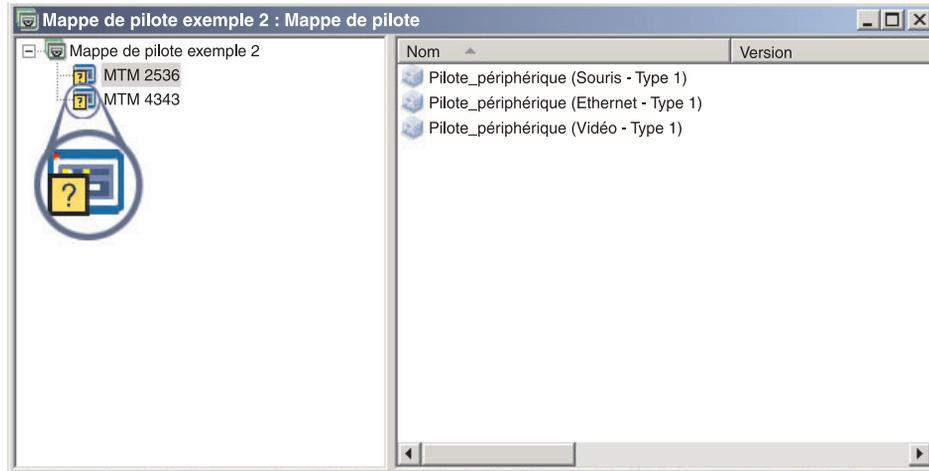 Mappe de pilote exemple 2 : Mappe de pilote
Mappe de pilote exemple 2
MTM 2536
MTM 4343
?
Nom
Version
Pilote_périphérique (Souris - Type 1)
Pilote_périphérique (Ethernet - Type 1)
Pilote_périphérique (Vidéo - Type 1)